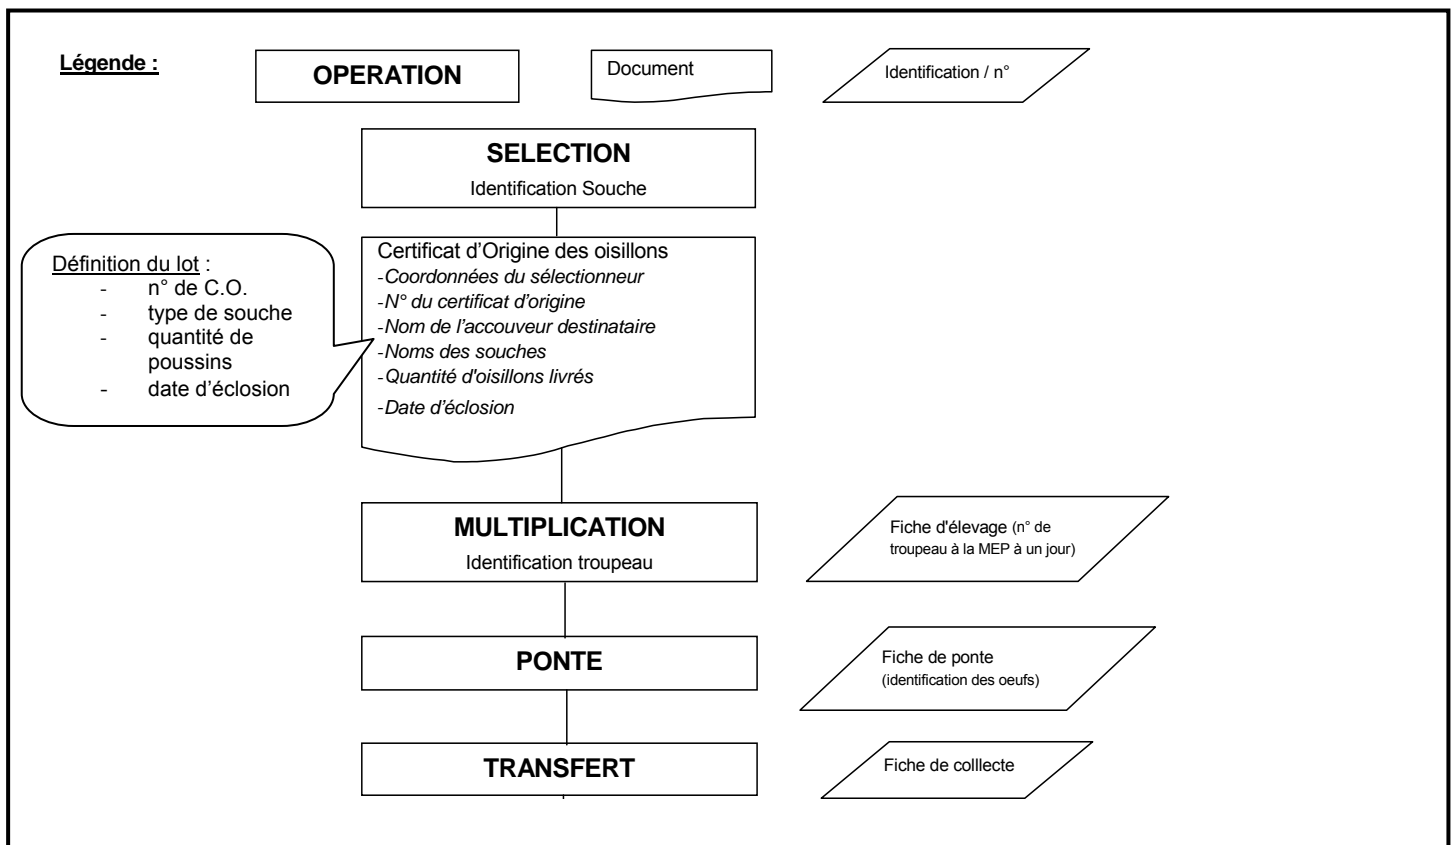 Légende :
OPERATION
Document
Identification / n°
SELECTION
Identification Souche
Définition du lot :
- n° de C.O.
- type de souche
- quantité de
poussins
- date d'éclosion
Certificat d'Origine des oisillons
-Coordonnées du sélectionneur
-N° du certificat d'origine
-Nom de l'accouveur destinataire
-Noms des souches
-Quantité d'oisillons livrés
-Date d'éclosion
MULTIPLICATION
Identification troupeau
Fiche d'élevage (n° de
troupeau à la MEP à un jour)
PONTE
Fiche de ponte
(identification des oeufs)
TRANSFERT
Fiche de colllecte